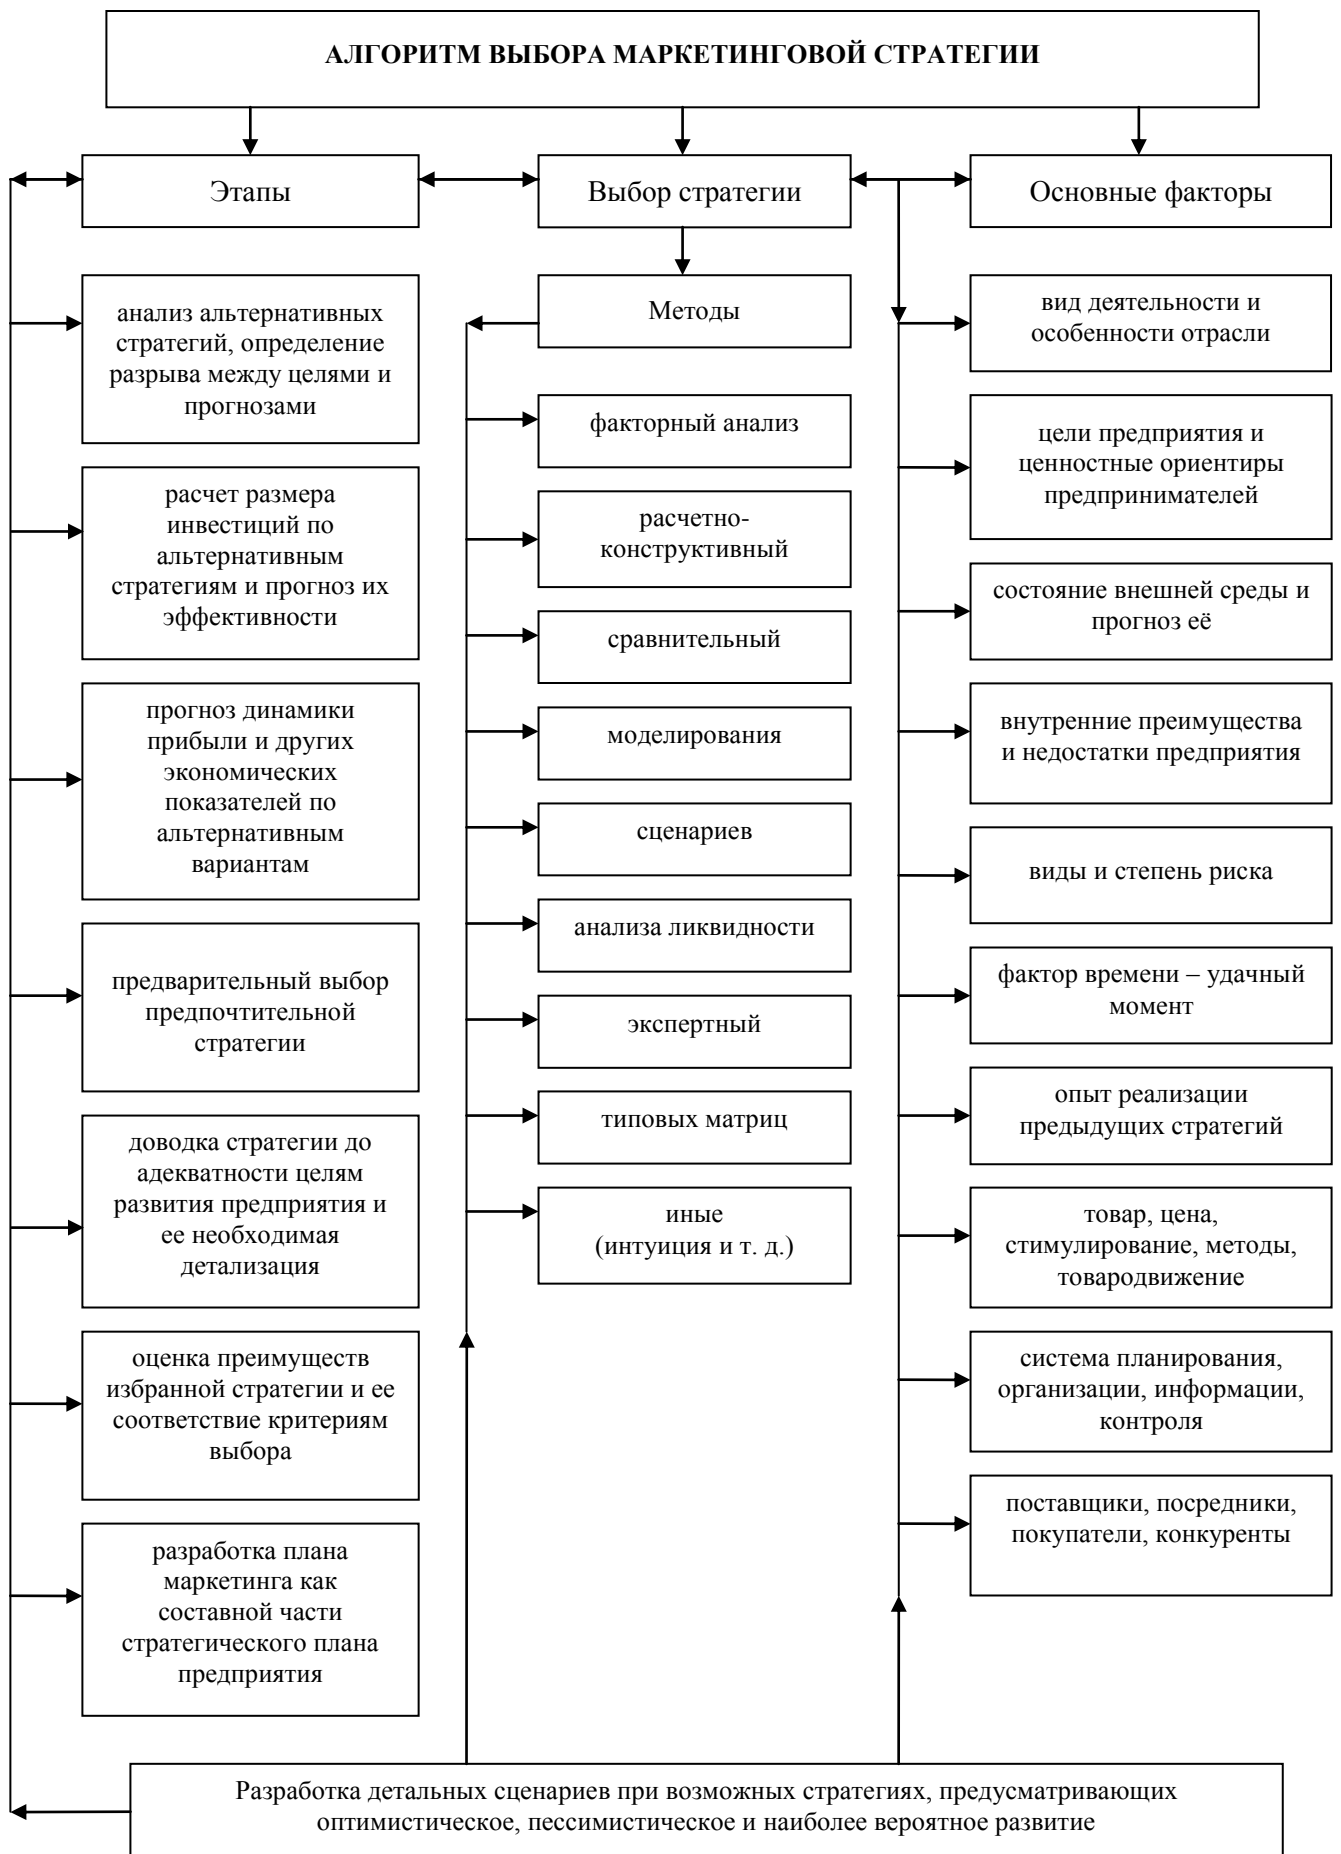 АЛГОРИТМ ВЫБОРА МАРКЕТИНГОВОЙ СТРАТЕГИИ
Этапы
Выбор стратегии
Основные факторы
анализ альтернативных
стратегий, определение
разрыва между целями и
прогнозами
расчет размера
инвестиций по
альтернативным
стратегиям и прогноз их
эффективности
прогноз динамики
прибыли и других
экономических
показателей по
альтернативным
вариантам
предварительный выбор
предпочтительной
стратегии
доводка стратегии до
адекватности целям
развития предприятия и
ее необходимая
детализация
оценка преимуществ
избранной стратегии и ее
соответствие критериям
выбора
разработка плана
маркетинга как
составной части
стратегического плана
предприятия
Методы
факторный анализ
расчетно-
конструктивный
сравнительный
моделирования
сценариев
анализа ликвидности
экспертный
типовых матриц
иные
(интуиция и т. д.)
вид деятельности и
особенности отрасли
цели предприятия и
ценностные ориентиры
предпринимателей
состояние внешней среды и
прогноз её
внутренние преимущества
и недостатки предприятия
виды и степень риска
фактор времени – удачный
момент
опыт реализации
предыдущих стратегий
товар, цена,
стимулирование, методы,
товародвижение
система планирования,
организации, информации,
контроля
поставщики, посредники,
покупатели, конкуренты
Разработка детальных сценариев при возможных стратегиях, предусматривающих
оптимистическое, пессимистическое и наиболее вероятное развитие